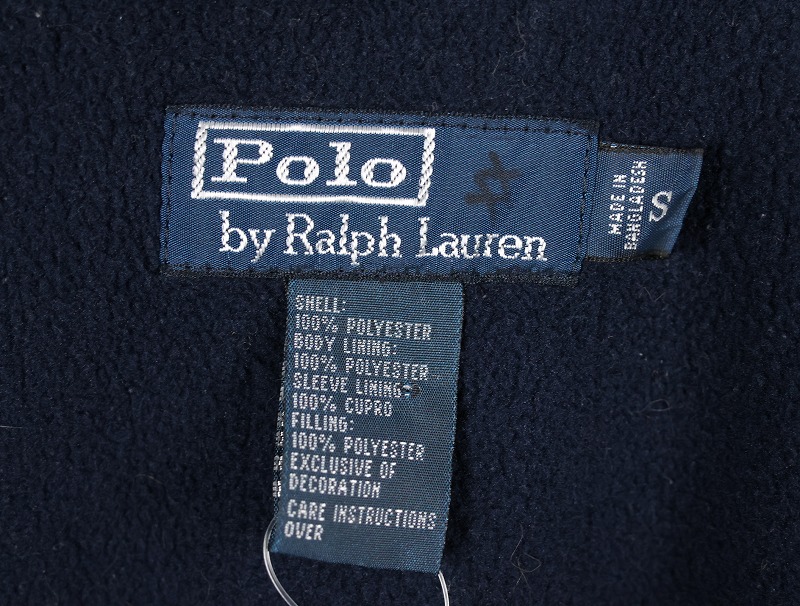 Polo
by Ralph Lauren
MADE IN
BANGLADESH
S
SHELL:
100% POLYESTER
BODY LINING:
100% POLYESTER
SLEEVE LINING:
100% CUPRO
FILLING:
100% POLYESTER
EXCLUSIVE OF
DECORATION
CARE INSTRUCTIONS
OVER